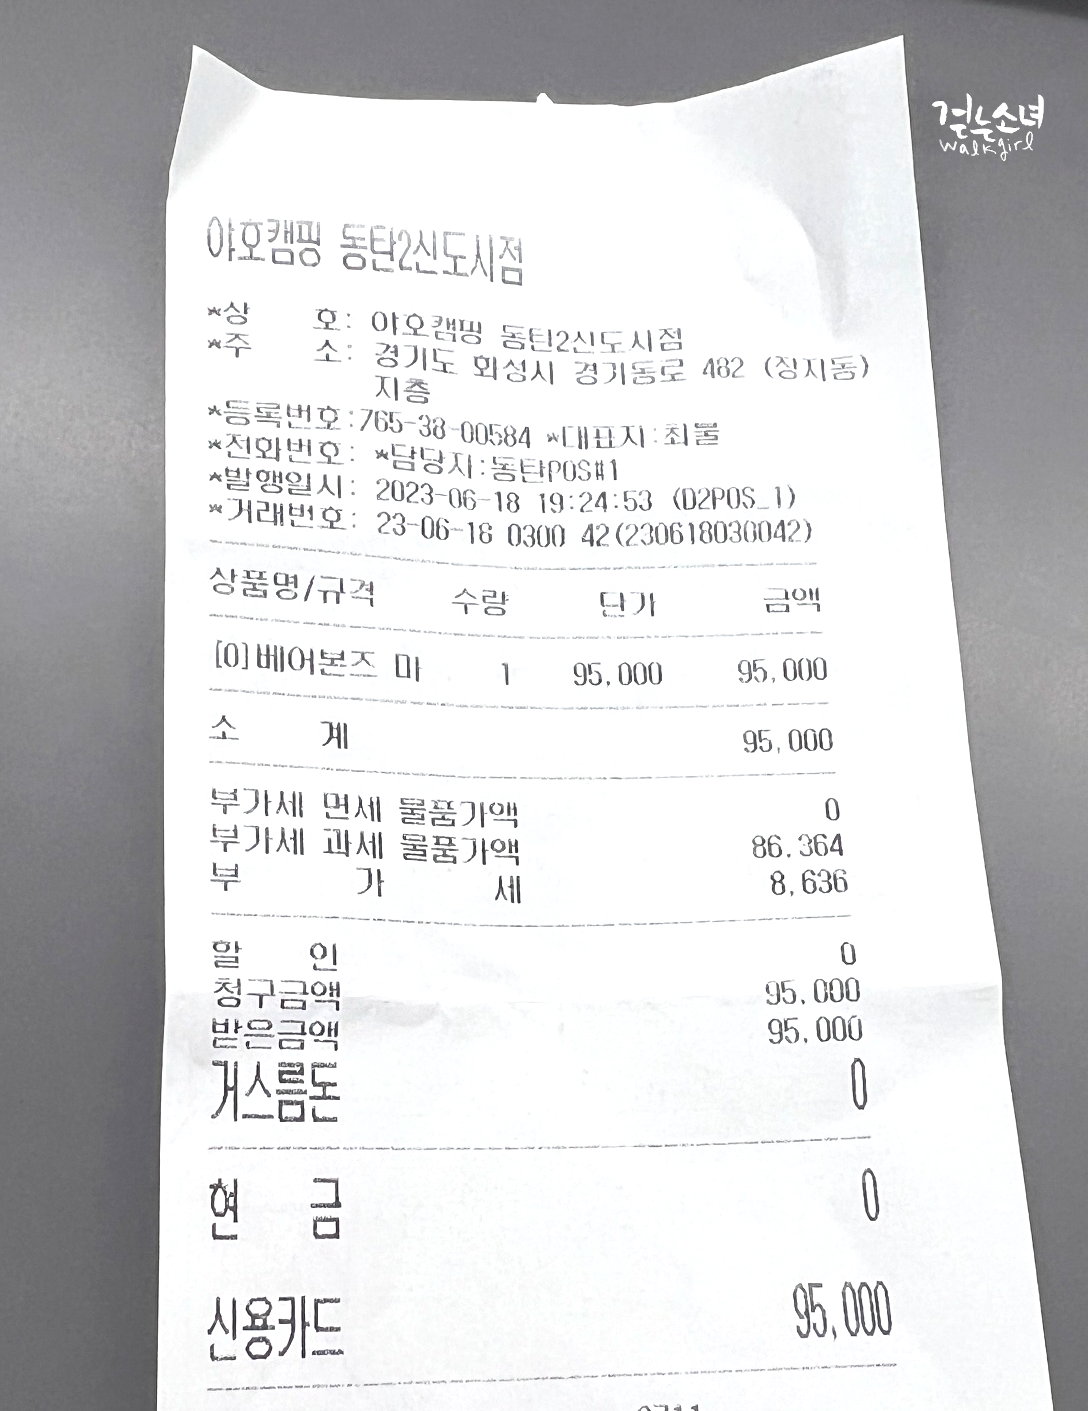 걷는소녀
walkgirl
야호캠핑 동탄2신도시점
*상 호: 야호캠핑 동탄2신도시점
*주 소: 경기도 화성시 경기동로 482 (장지동)
지층
*등록번호:765-38-00584 *대표자:최불
*전화번호: *담당자:동탄POS#1
*발행일시: 2023-06-18 19:24:53 (D2POS_1)
*거래번호: 23-06-18 0300 42(230618030042)
상품명/규격 수량 단가 금액
[0]베어본즈 마 1 95,000 95,000
소 계 95,000
부가세 면세 물품가액 0
부가세 과세 물품가액 86,364
부 가 세 8,636
할 인 0
청구금액 95,000
받은금액 95,000
거스름돈 0
현 금 0
신용카드 95,000